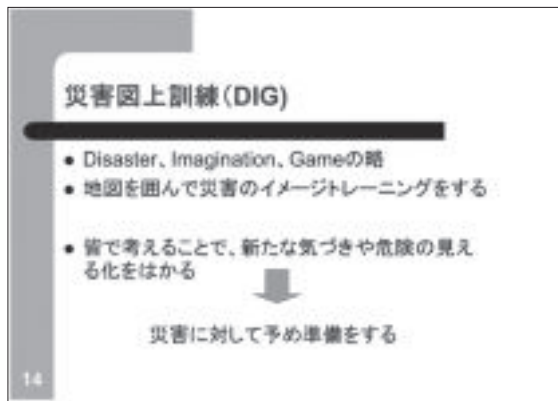 災害図上訓練(DIG)
● Disaster、Imagination、Gameの略
● 地図を囲んで災害のイメージトレーニングをする
● 皆で考えることで、新たな気づきや危険の見え
る化をはかる
災害に対して予め準備をする
14